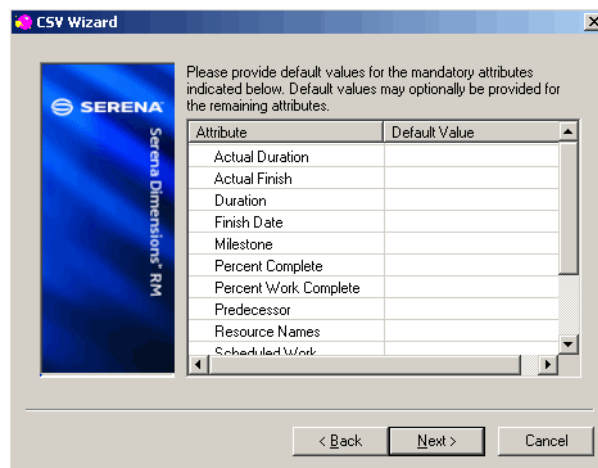 CSV Wizard
SERENA
Serena Dimensions® RM
Please provide default values for the mandatory attributes
indicated below. Default values may optionally be provided for
the remaining attributes.
Attribute Default Value
Actual Duration
Actual Finish
Duration
Finish Date
Milestone
Percent Complete
Percent Work Complete
Predecessor
Resource Names
Scheduled Work
< Back Next > Cancel